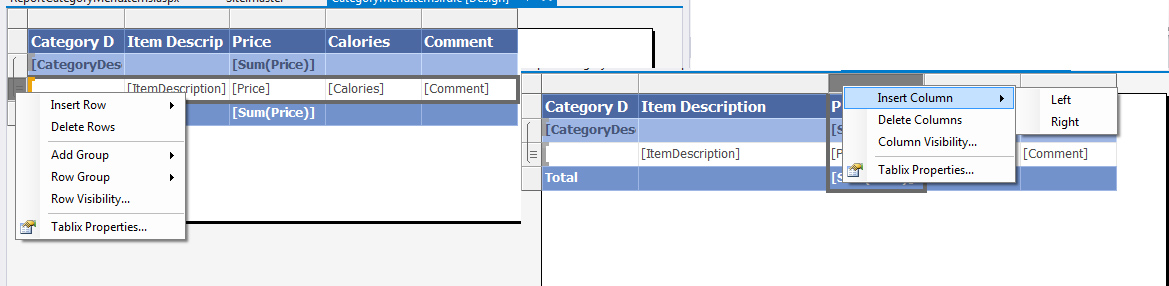 ReportCategoryMenuItems.aspx Site.master CategoryMenuItems.rdlc [Design]
Category D Item Descrip Price Calories Comment
[CategoryDes [Sum(Price)]
[ItemDescription] [Price] [Calories] [Comment]
[Sum(Price)]
Insert Row
Delete Rows
Add Group
Row Group
Row Visibility...
Tablix Properties...
Category D Item Description P
[CategoryDes [S
[ItemDescription] [P [Comment]
Total
Insert Column
Delete Columns
Column Visibility...
Tablix Properties...
Left
Right